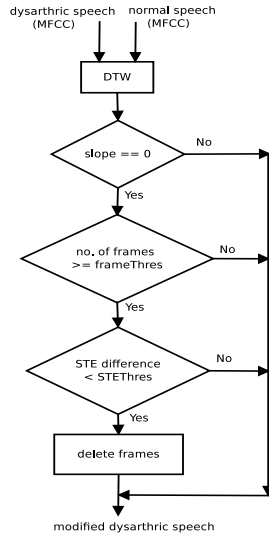 dysarthric speech
(MFCC)
normal speech
(MFCC)
DTW
slope == 0
No
Yes
no. of frames
>= frameThres
No
Yes
STE difference
< STEThres
No
Yes
delete frames
modified dysarthric speech